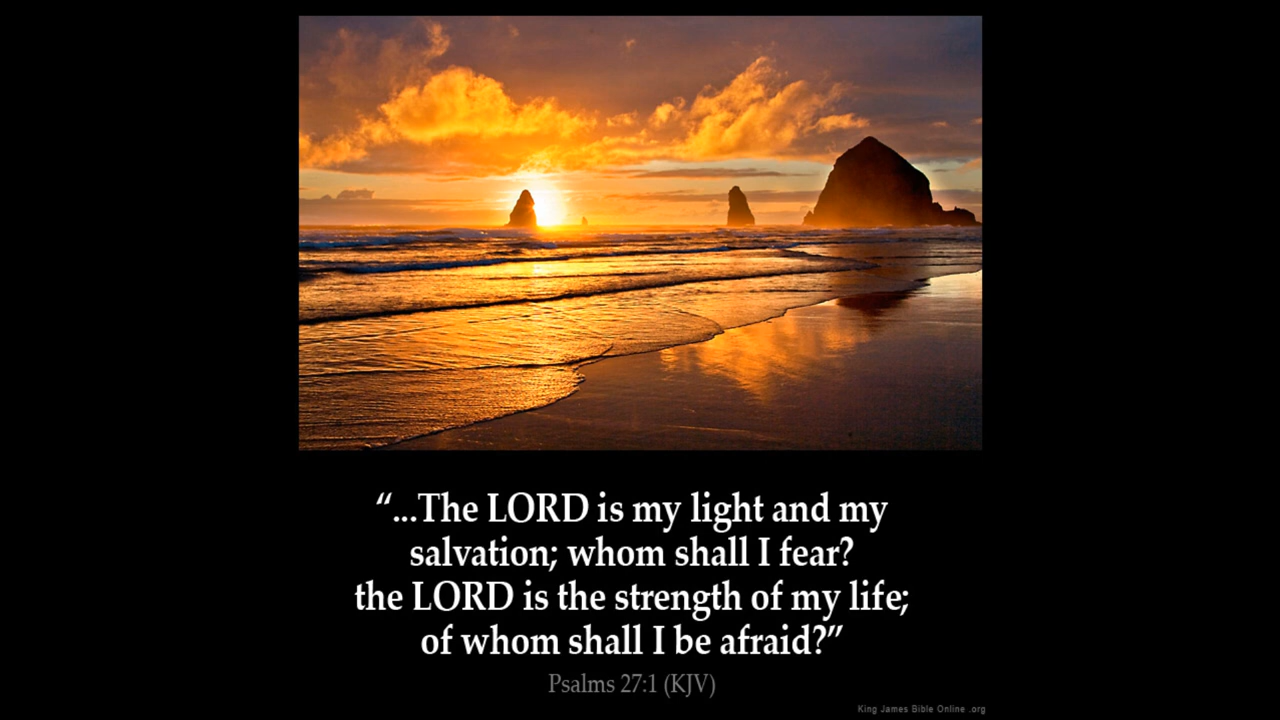 “...The LORD is my light and my
salvation; whom shall I fear?
the LORD is the strength of my life;
of whom shall I be afraid?”
Psalms 27:1 (KJV)
King James Bible Online .org